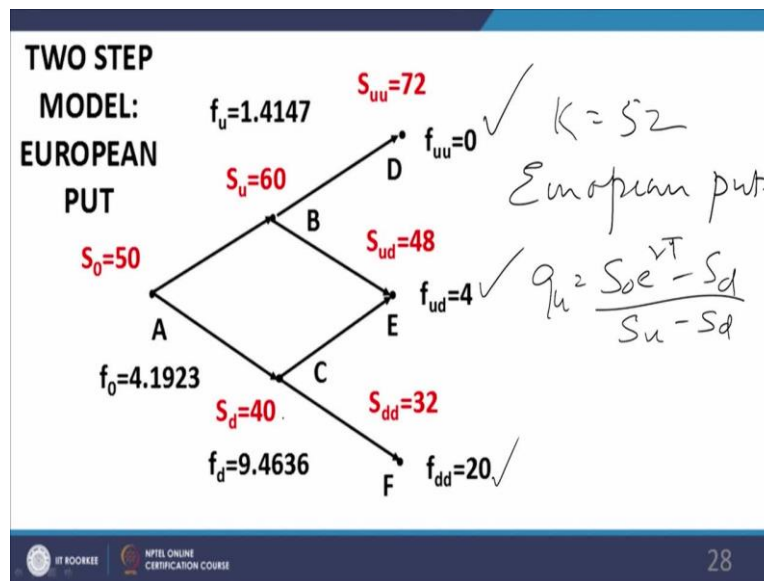 TWO STEP
MODEL:
EUROPEAN
PUT
f_u=1.4147
S_uu=72
f_uu=0 ✓
D
K = 52
European put
S_u=60
B
S_ud=48
S_0=50
f_ud=4 ✓
q_u = (S_0e^{rT} - S_d) / (S_u - S_d)
A
E
f_0=4.1923
C
S_d=40
S_dd=32
f_d=9.4636
F
f_dd=20 ✓
IIT ROORKEE
NPTEL ONLINE
CERTIFICATION COURSE
28